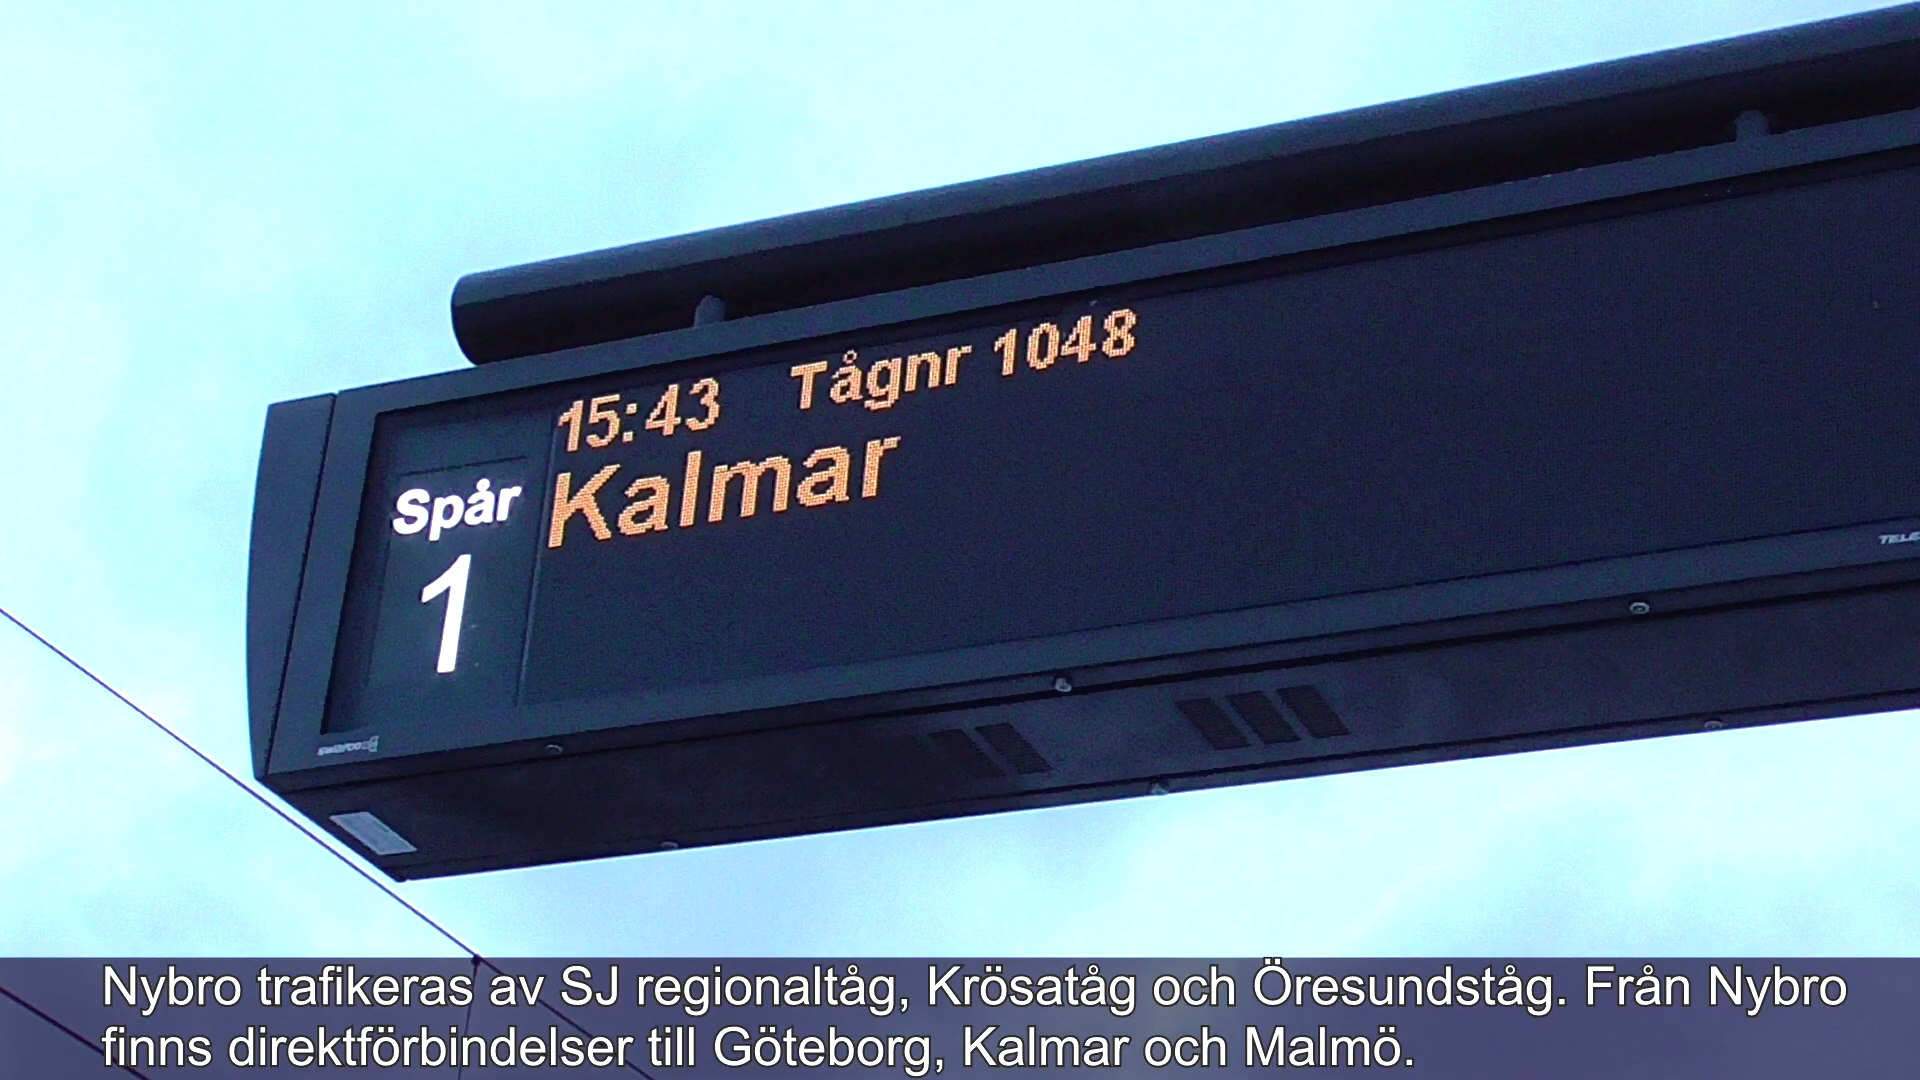 15:43 Tågnr 1048
Kalmar
Spår
1
swarco
Nybro trafikeras av SJ regionaltåg, Krösatåg och Öresundståg. Från Nybro
finns direktförbindelser till Göteborg, Kalmar och Malmö.